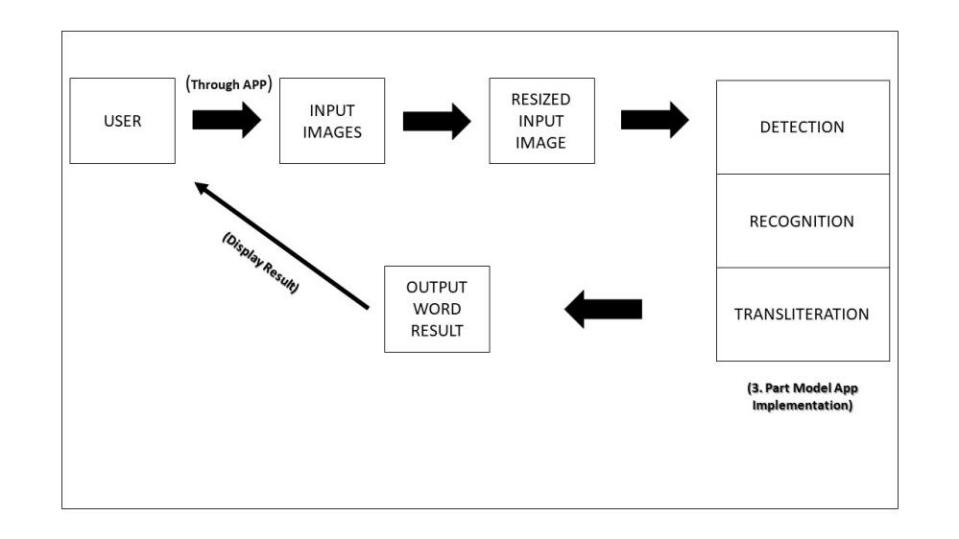 (Through APP)
USER
INPUT
IMAGES
RESIZED
INPUT
IMAGE
DETECTION
RECOGNITION
TRANSLITERATION
(3. Part Model App
Implementation)
OUTPUT
WORD
RESULT
(Display Result)